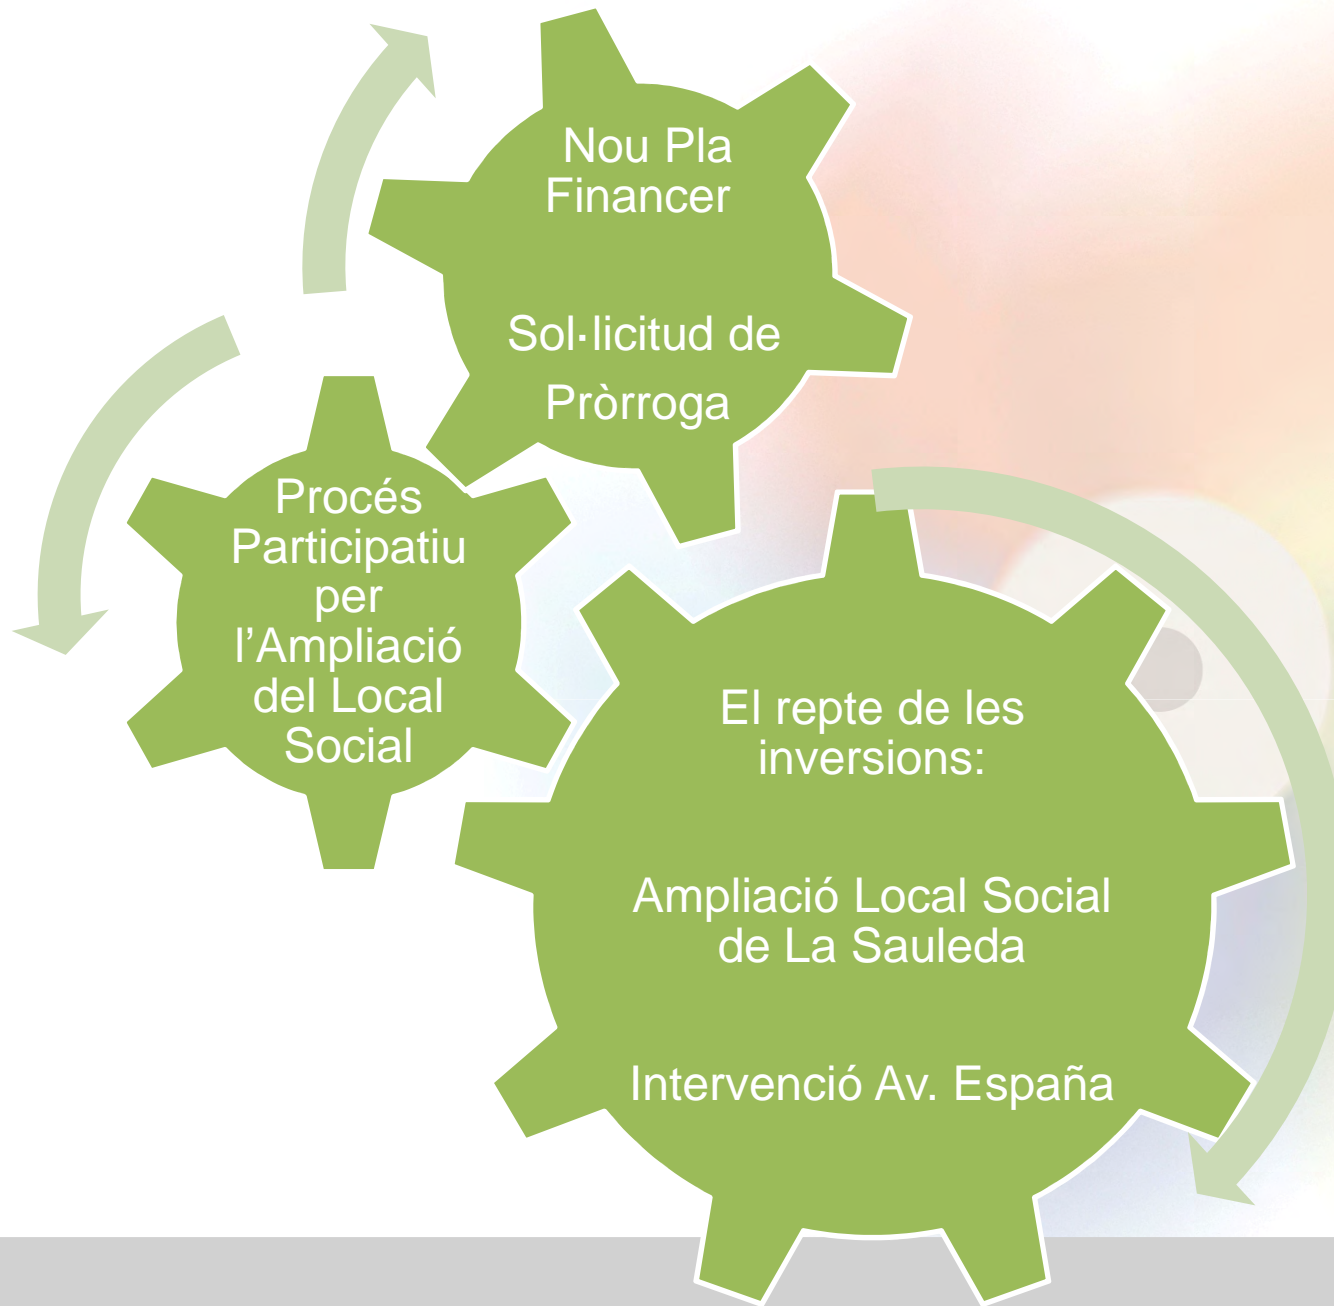 Nou Pla
Financer
Sol·licitud de
Pròrroga
Procés
Participatiu
per
l’Ampliació
del Local
Social
El repte de les
inversions:
Ampliació Local Social
de La Sauleda
Intervenció Av. España